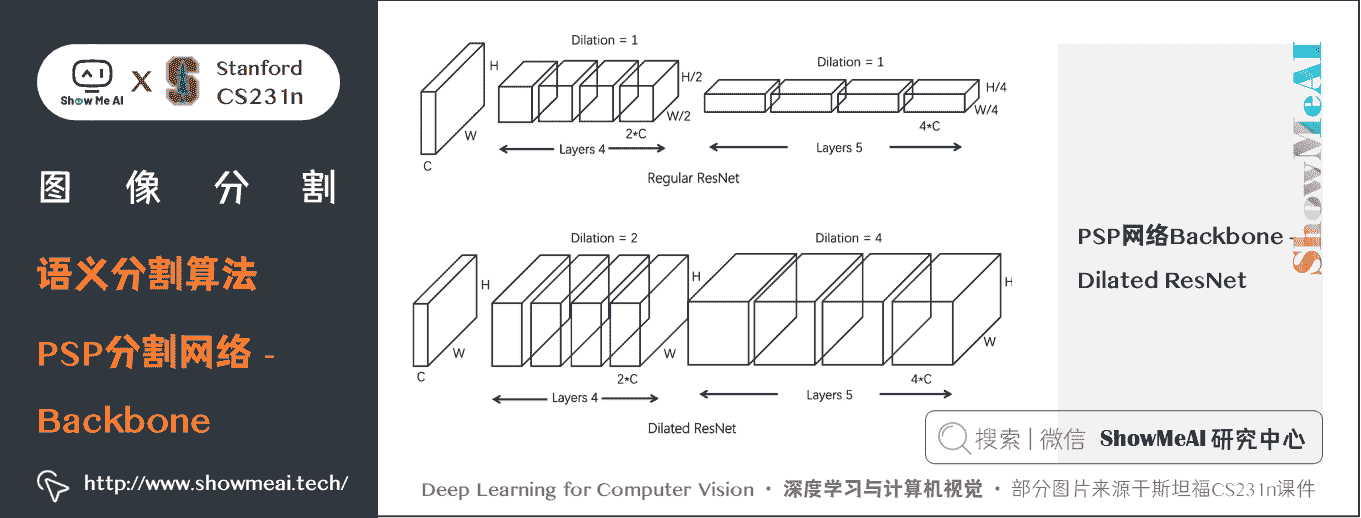 Show Me AI
X
Stanford
CS231n
图像分割
语义分割算法
PSP分割网络 -
Backbone
http://www.showmeai.tech/
Dilation = 1
H
W
C
H/2
W/2
2*C
Layers 4
Dilation = 1
H/4
W/4
4*C
Layers 5
Regular ResNet
Dilation = 2
H
W
C
H
W
2*C
Layers 4
Dilation = 4
H
W
4*C
Layers 5
Dilated ResNet
PSP网络Backbone -
Dilated ResNet
ShowMeAI
搜索 | 微信 ShowMeAI 研究中心
Deep Learning for Computer Vision · 深度学习与计算机视觉 · 部分图片来源于斯坦福CS231n课件